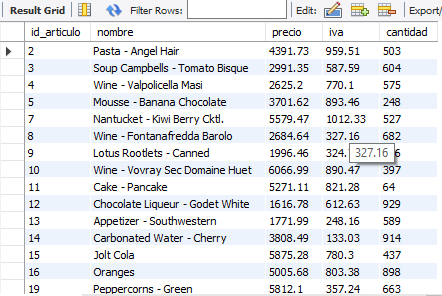 Result Grid Filter Rows: Edit: Export/
id_articulo nombre precio iva cantidad
2 Pasta - Angel Hair 4391.73 959.51 503
3 Soup Campbells - Tomato Bisque 2991.35 587.59 604
4 Wine - Valpolicella Masi 2625.2 770.1 575
5 Mousse - Banana Chocolate 3701.62 893.46 248
7 Nantucket - Kiwi Berry Cktl. 5579.47 1012.33 527
8 Wine - Fontanafredda Barolo 2684.64 327.16 682
9 Lotus Rootlets - Canned 1996.46 324. 327.16 6
10 Wine - Vovray Sec Domaine Huet 6066.99 890.47 397
11 Cake - Pancake 5271.11 821.28 64
12 Chocolate Liqueur - Godet White 1616.78 612.63 929
13 Appetizer - Southwestern 1771.99 248.16 589
14 Carbonated Water - Cherry 3808.49 133.03 914
15 Jolt Cola 5875.28 780.3 437
16 Oranges 5005.68 803.38 898
19 Peppercorns - Green 5812.1 357.24 663